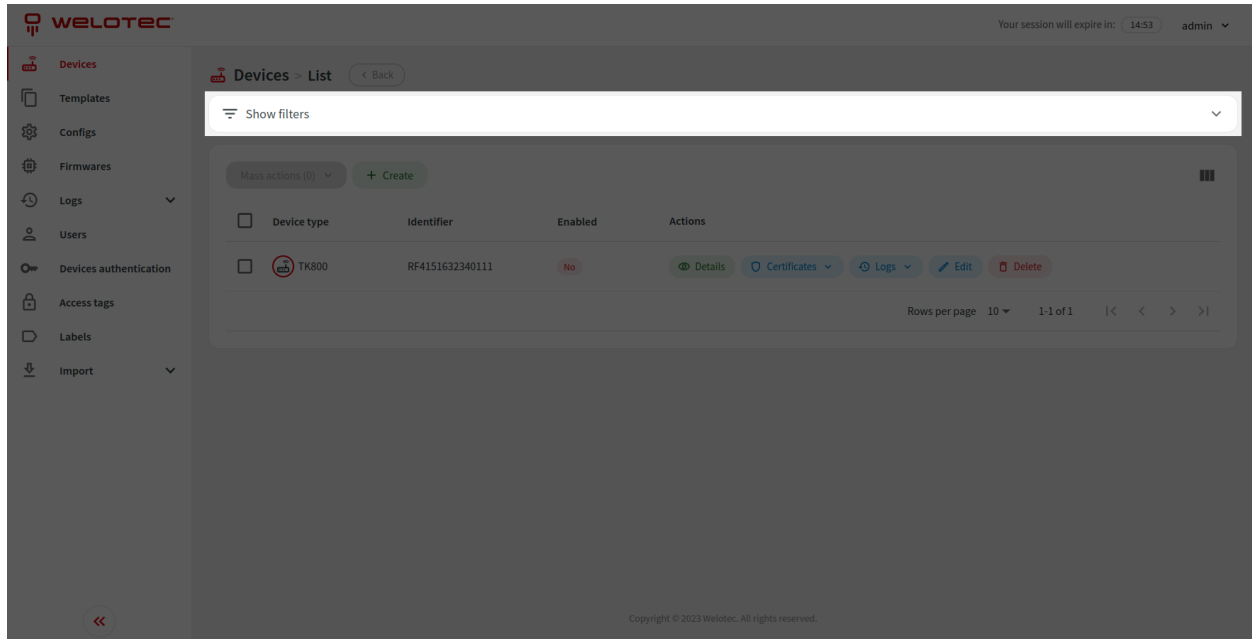 WELOTEC
Your session will expire in: 14:53 admin
Devices
Templates
Configs
Firmwares
Logs
Users
Devices authentication
Access tags
Labels
Import
Devices > List < Back
Show filters
Mass actions (0) + Create
Device type Identifier Enabled Actions
TK800 RF4151632340111 No Details Certificates Logs Edit Delete
Rows per page 10 1-1 of 1
Copyright © 2023 Welotec. All rights reserved.